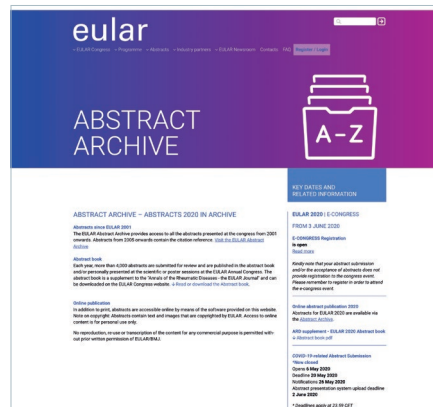 eular
» EULAR Congress » Programme » Abstracts » Industry partners » EULAR Newsroom Contacts FAQ Register / Login
ABSTRACT
ARCHIVE
A-Z
KEY DATES AND
RELATED INFORMATION
ABSTRACT ARCHIVE – ABSTRACTS 2020 IN ARCHIVE
Abstracts since EULAR 2001
The EULAR Abstract Archive provides access to all the abstracts presented at the congress from 2001
onwards. Abstracts from 2005 onwards contain the citation reference. Visit the EULAR Abstract
Archive
Abstract book
Each year, more than 4,000 abstracts are submitted for review and are published in the abstract book
and/or personally presented at the scientific or poster sessions at the EULAR Annual Congress. The
abstract book is a supplement to the "Annals of the Rheumatic Diseases - the EULAR Journal" and can
be downloaded on the EULAR Congress website. » Read or download the Abstract book.
Online publication
In addition to print, abstracts are accessible online by means of the software provided on this website.
Note on copyright: Abstracts contain text and images that are copyrighted by EULAR. Access to online
content is for personal use only.
No reproduction, re-use or transcription of the content for any commercial purpose is permitted with-
out prior written permission of EULAR/BMJ.
EULAR 2020 | E-CONGRESS
FROM 3 JUNE 2020
E-CONGRESS Registration
is open
Read more
Kindly note that your abstract submission
and/or the acceptance of abstracts does not
provide registration to the congress event.
Please remember to register in order to attend
the e-congress event.
Online abstract publication 2020
Abstracts for EULAR 2020 are available via
the Abstract Archive.
ARD supplement - EULAR 2020 Abstract book
» Abstract book pdf
COVID-19-related Abstract Submission
*Now closed
Opens 6 May 2020
Deadline 20 May 2020
Notifications 26 May 2020
Abstract presentation system upload deadline
2 June 2020
* Deadlines apply at 23:59 CET